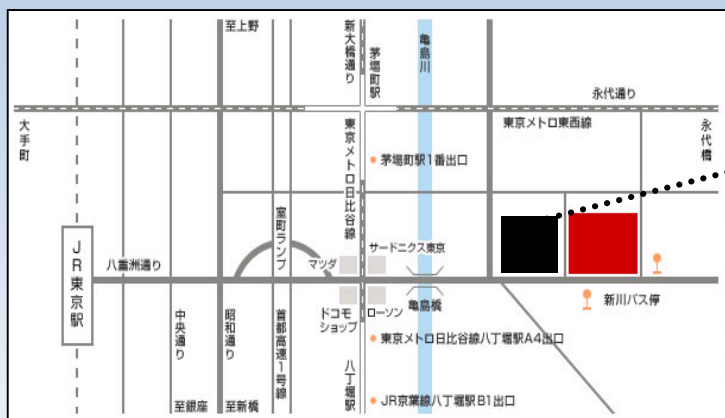 至上野
新大橋通り
茅場町駅
亀島川
永代通り
大手町
東京メトロ日比谷線
東京メトロ東西線
永代橋
茅場町駅1番出口
室町ランプ
サードニクス東京
マツダ
JR東京駅
八重洲通り
中央通り
昭和通り
首都高速1号線
ドコモ
ショップ
ローソン
亀島橋
新川バス停
東京メトロ日比谷線八丁堀駅A4出口
八丁堀駅
至銀座
至新橋
JR京葉線八丁堀駅B1出口